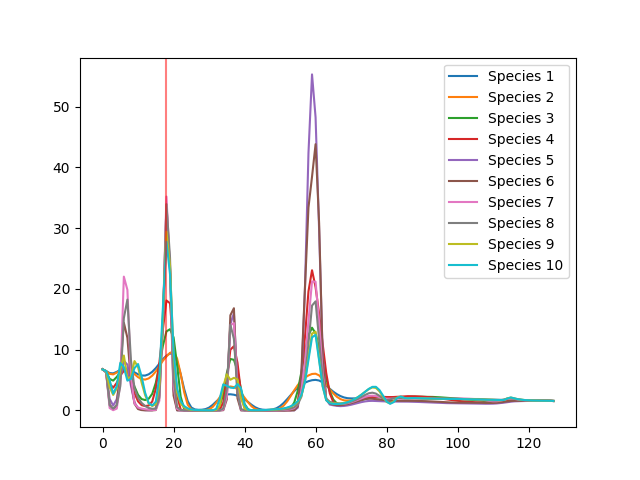 50
40
30
20
10
0
0 20 40 60 80 100 120
Species 1
Species 2
Species 3
Species 4
Species 5
Species 6
Species 7
Species 8
Species 9
Species 10